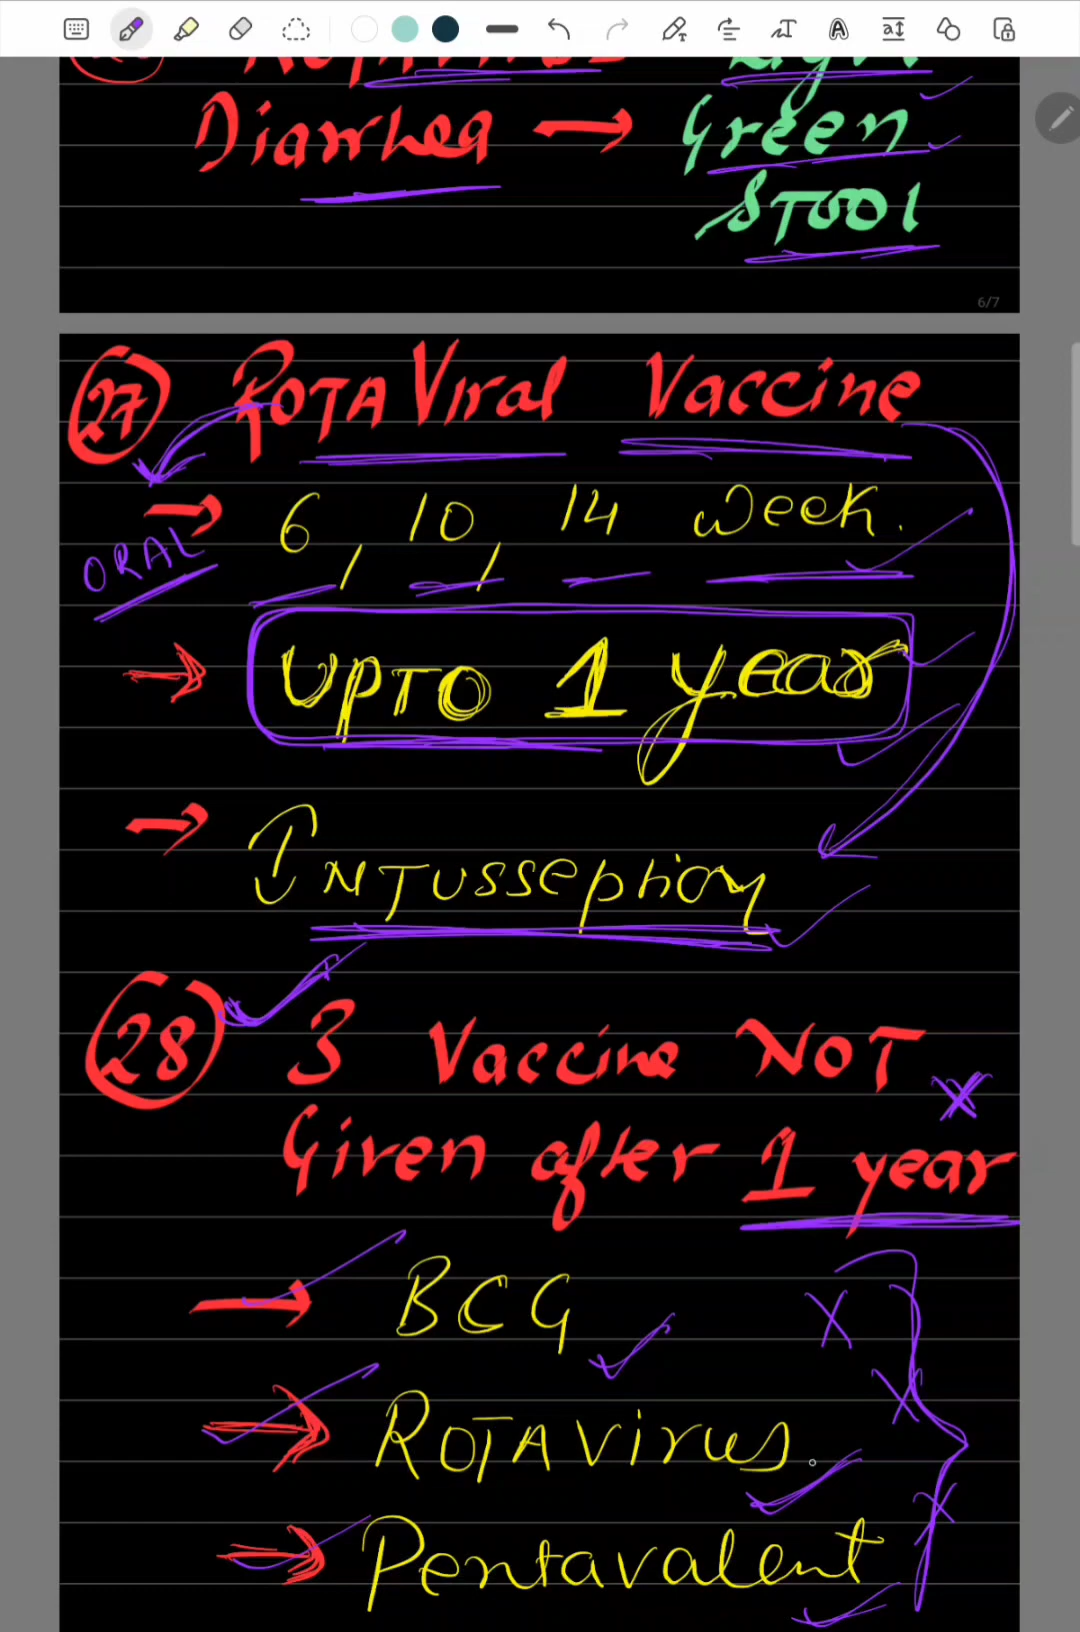 Diarrhea → Green
STOOl
6/7
27 ROTA Viral Vaccine
→ 6, 10, 14 week.
ORAL
→ UPTO 1 year
→ INTUSSephion
28 3 Vaccine NOT
Given after 1 year
→ BCG
→ ROTAVirus.
→ Pentavalent